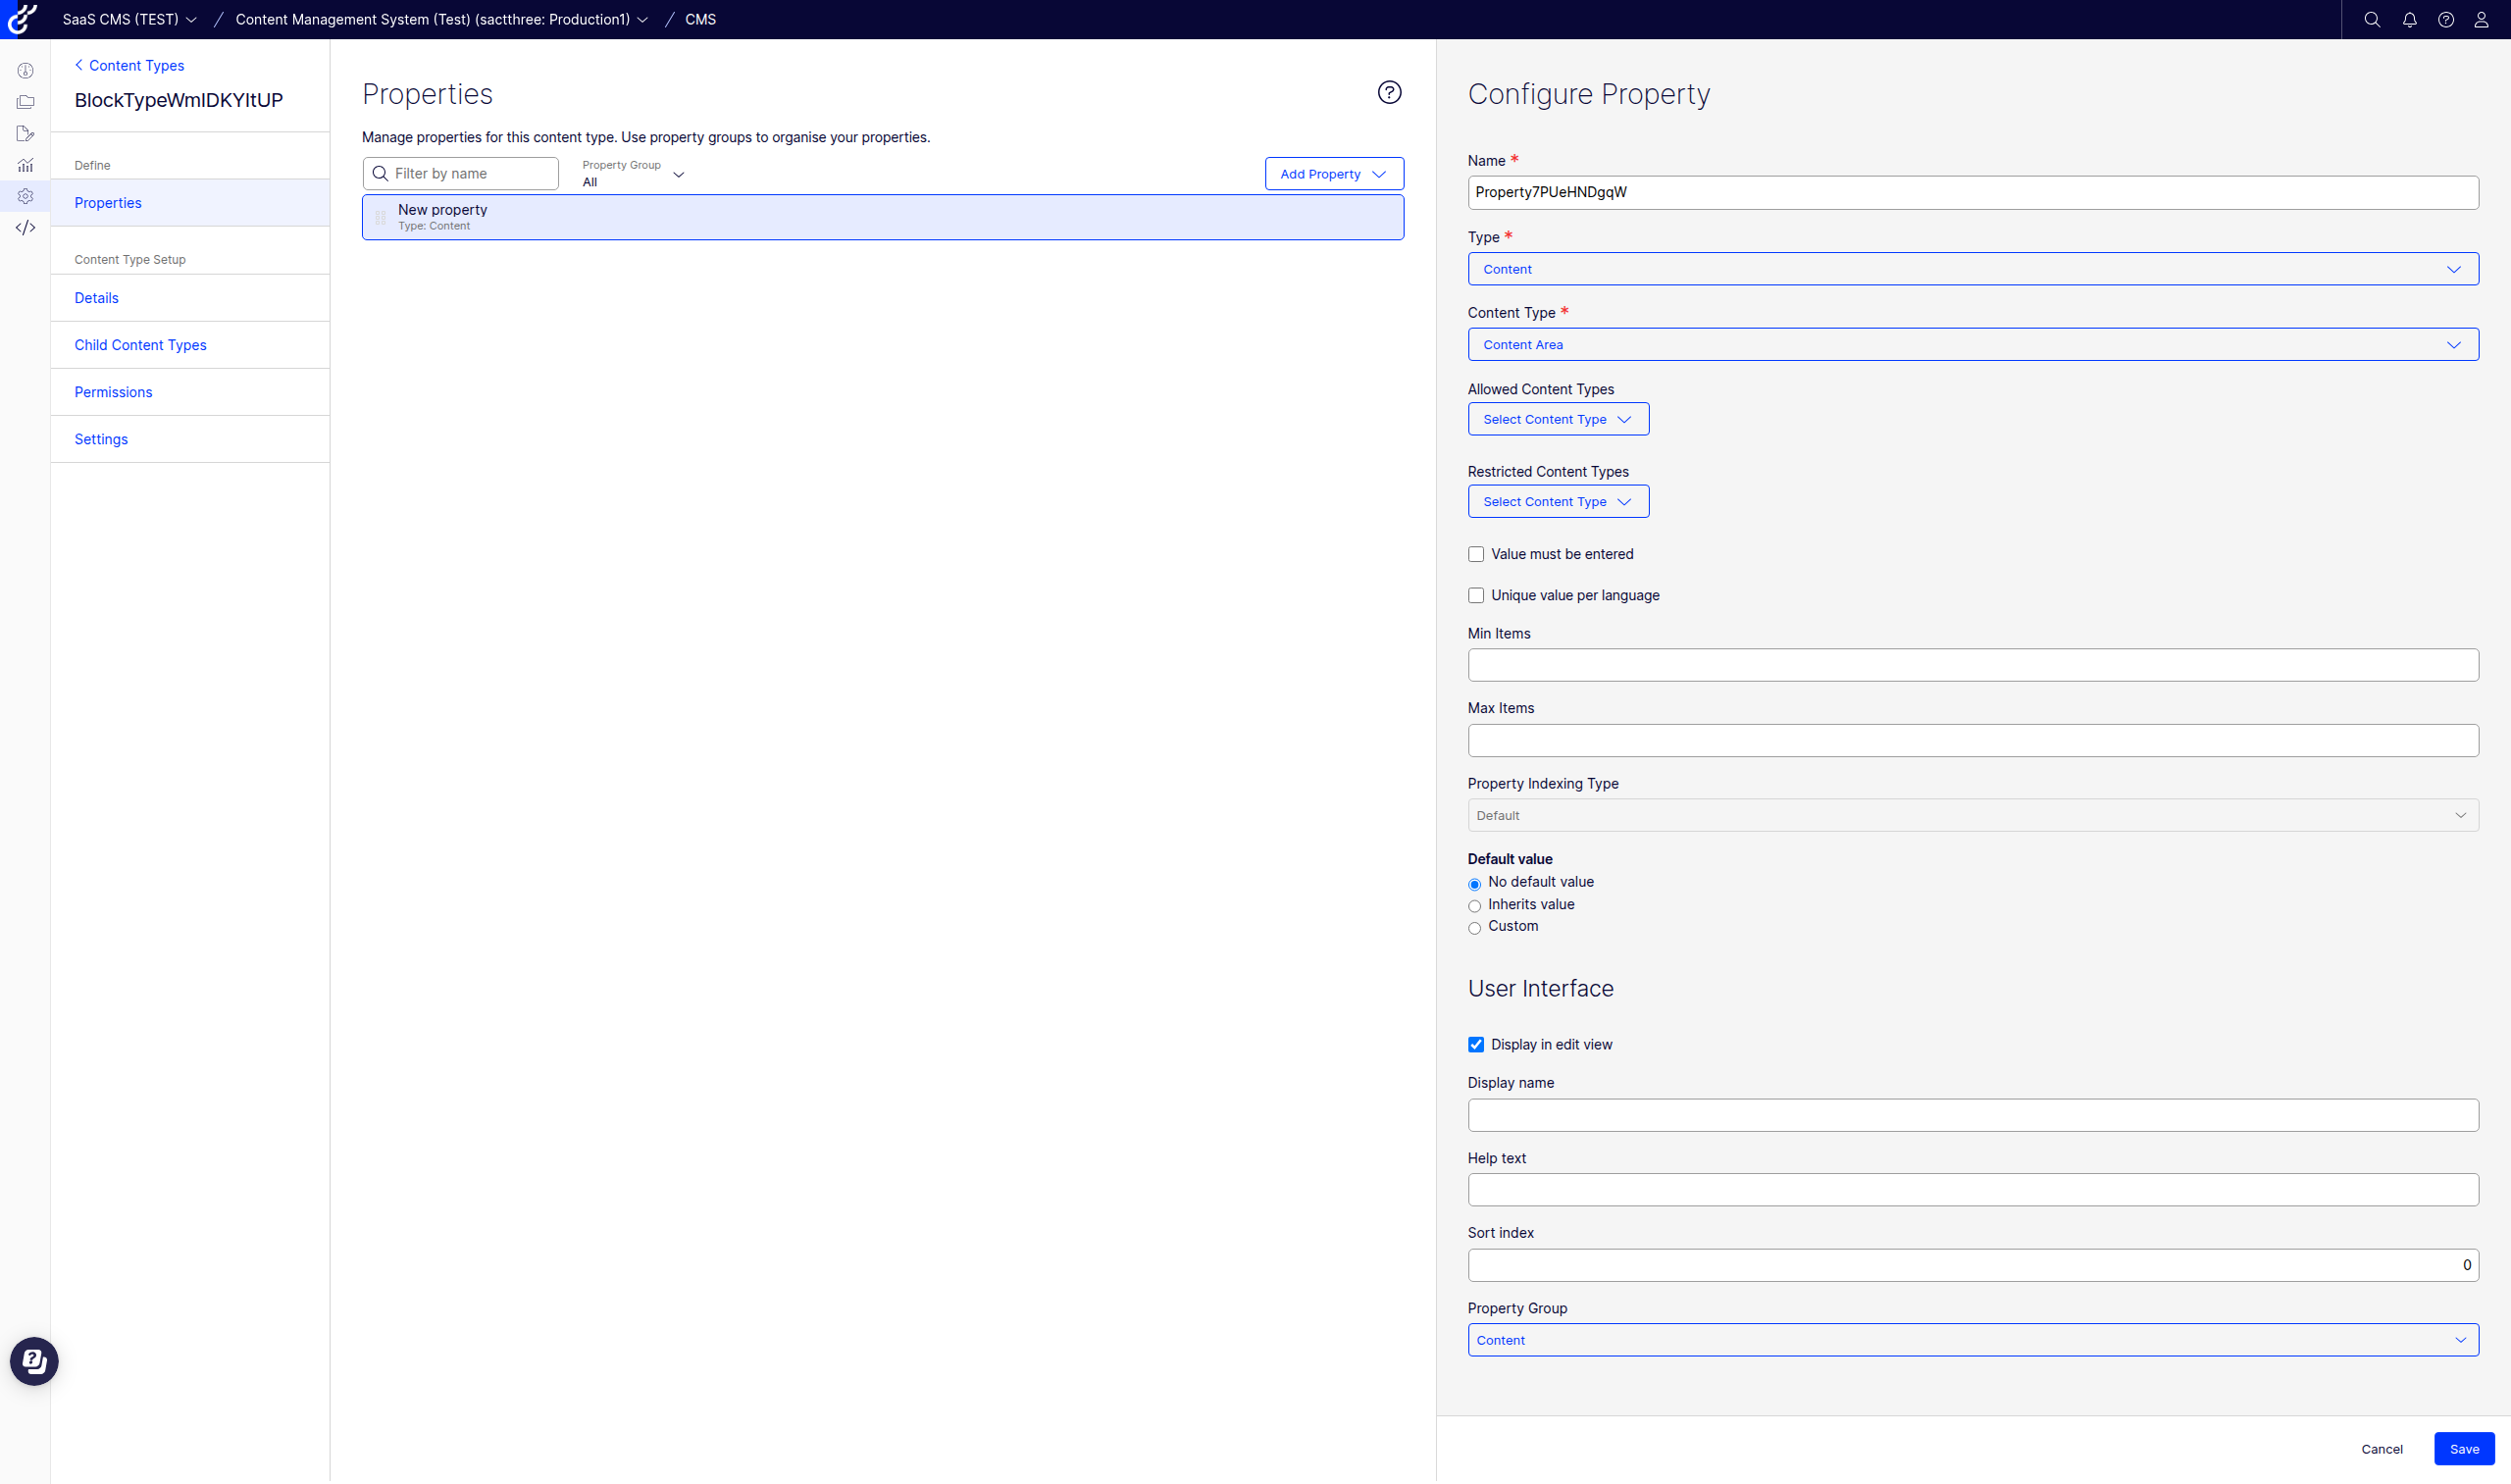 SaaS CMS (TEST) / Content Management System (Test) (sactthree: Production1) / CMS
Content Types
BlockTypeWmIDKYItUP
Define
Properties
Content Type Setup
Details
Child Content Types
Permissions
Settings
Properties
Manage properties for this content type. Use property groups to organise your properties.
Filter by name
Property Group
All
Add Property
New property
Type: Content
Configure Property
Name *
Property7PUeHNDgqW
Type *
Content
Content Type *
Content Area
Allowed Content Types
Select Content Type
Restricted Content Types
Select Content Type
Value must be entered
Unique value per language
Min Items
Max Items
Property Indexing Type
Default
Default value
No default value
Inherits value
Custom
User Interface
Display in edit view
Display name
Help text
Sort index
0
Property Group
Content
Cancel
Save